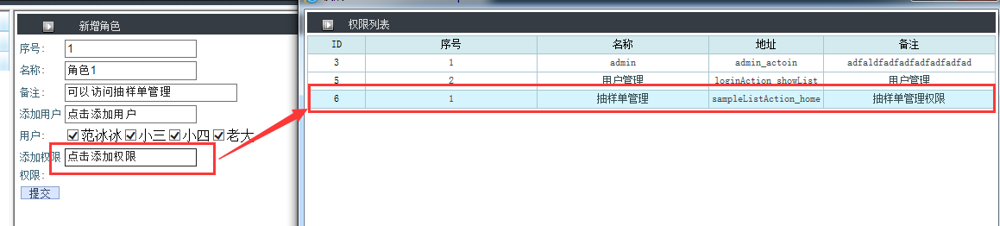 新增角色
序号: 1
名称: 角色1
备注: 可以访问抽样单管理
添加用户 点击添加用户
用户: 范冰冰 小三 小四 老大
添加权限 点击添加权限
权限:
提交
权限列表
ID 序号 名称 地址 备注
3 1 admin admin_actoin adfaldfadfadfadfadfadfad
5 2 用户管理 loginAction_showList 用户管理
6 1 抽样单管理 sampleListAction_home 抽样单管理权限